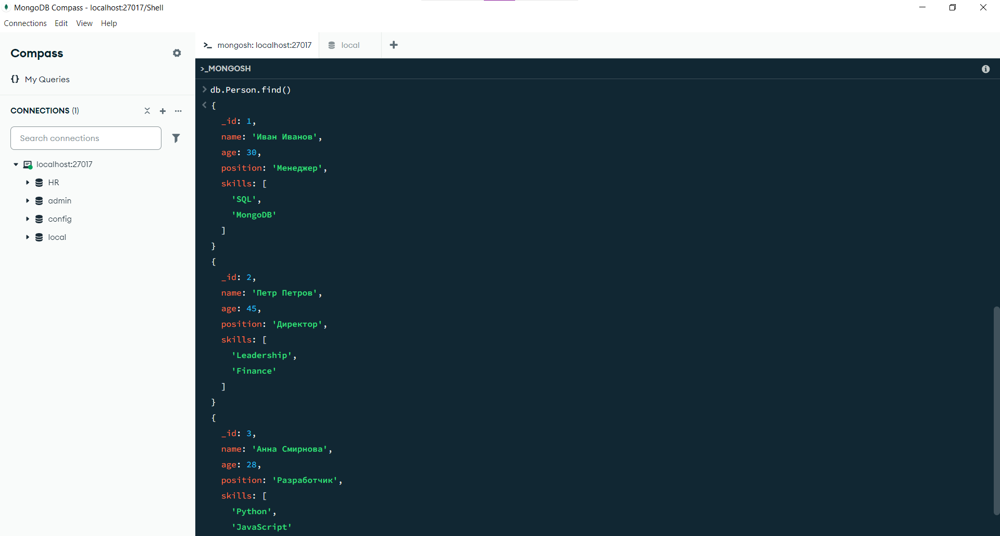 MongoDB Compass - localhost:27017/Shell
Connections Edit View Help
Compass
My Queries
CONNECTIONS (1)
Search connections
localhost:27017
HR
admin
config
local
mongosh: localhost:27017
local
>_MONGOSH
db.Person.find()
{
_id: 1,
name: 'Иван Иванов',
age: 30,
position: 'Менеджер',
skills: [
'SQL',
'MongoDB'
]
}
{
_id: 2,
name: 'Петр Петров',
age: 45,
position: 'Директор',
skills: [
'Leadership',
'Finance'
]
}
{
_id: 3,
name: 'Анна Смирнова',
age: 28,
position: 'Разработчик',
skills: [
'Python',
'JavaScript'